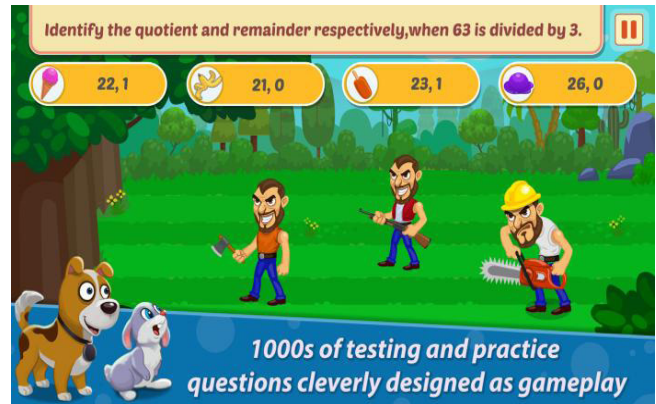 Identify the quotient and remainder respectively,when 63 is divided by 3.
22, 1
21, 0
23, 1
26, 0
1000s of testing and practice
questions cleverly designed as gameplay